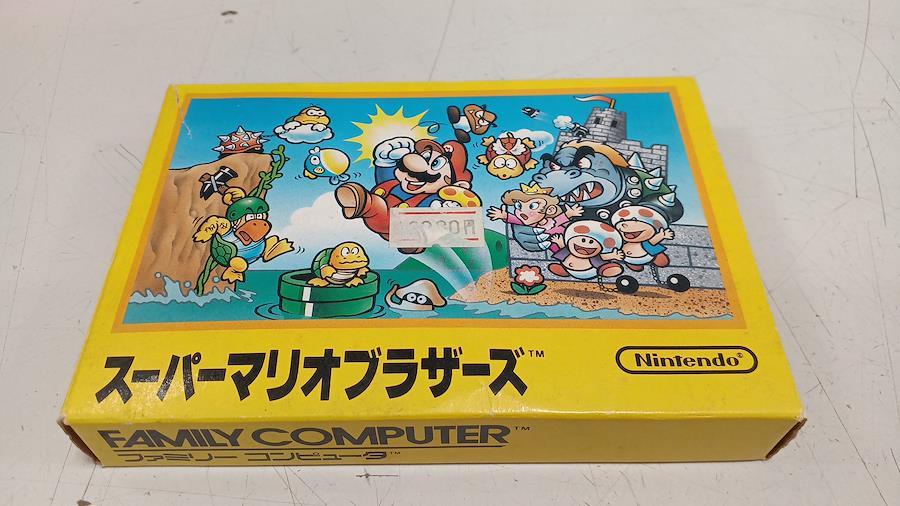 スーパーマリオブラザーズ™
Nintendo®
FAMILY COMPUTER™
ファミリー コンピュータ™